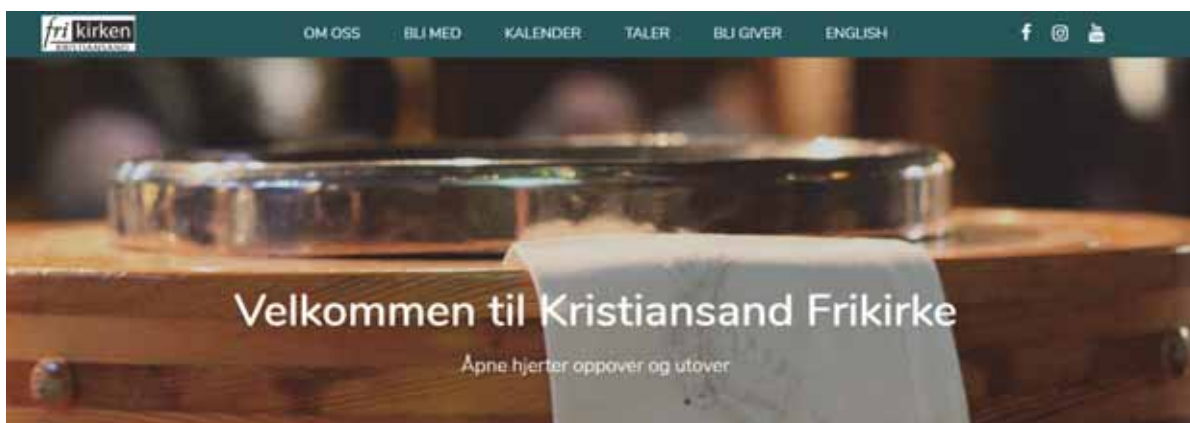 fri kirken
KRISTIANSAND
OM OSS BLI MED KALENDER TALER BLI GIVER ENGLISH
Velkommen til Kristiansand Frikirke
Åpne hjerter oppover og utover